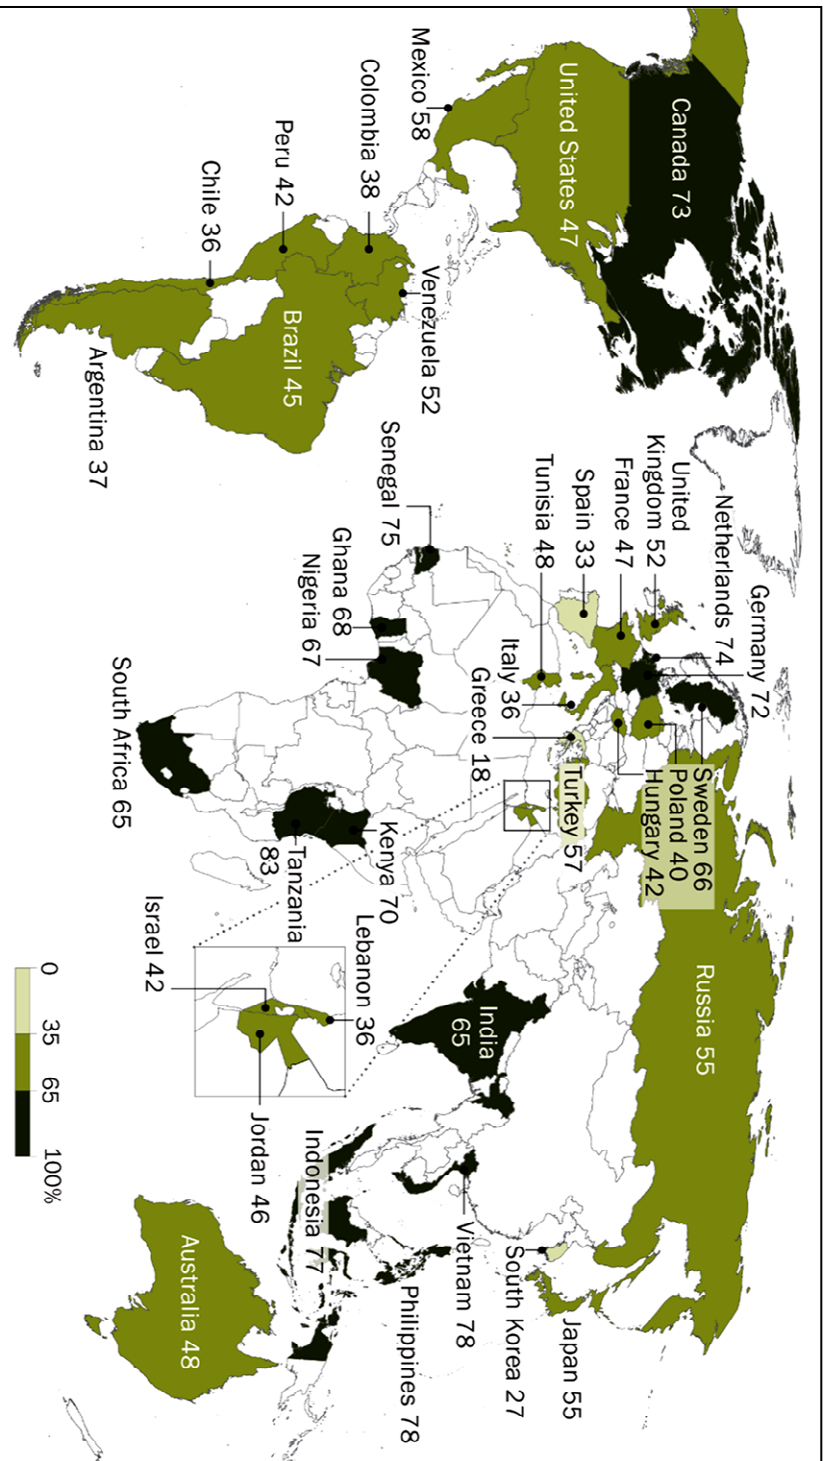 Canada 73
United States 47
Mexico 58
Colombia 38
Peru 42
Chile 36
Venezuela 52
Brazil 45
Argentina 37
Germany 72
Netherlands 74
United
Kingdom 52
France 47
Spain 33
Tunisia 48
Italy 36
Greece 18
Senegal 75
Ghana 68
Nigeria 67
South Africa 65
Sweden 66
Poland 40
Hungary 42
Turkey 57
Kenya 70
Tanzania
83
Russia 55
India
65
Lebanon 36
Israel 42
Jordan 46
Japan 55
South Korea 27
Vietnam 78
Philippines 78
Indonesia 77
Australia 48
0
35
65
100%